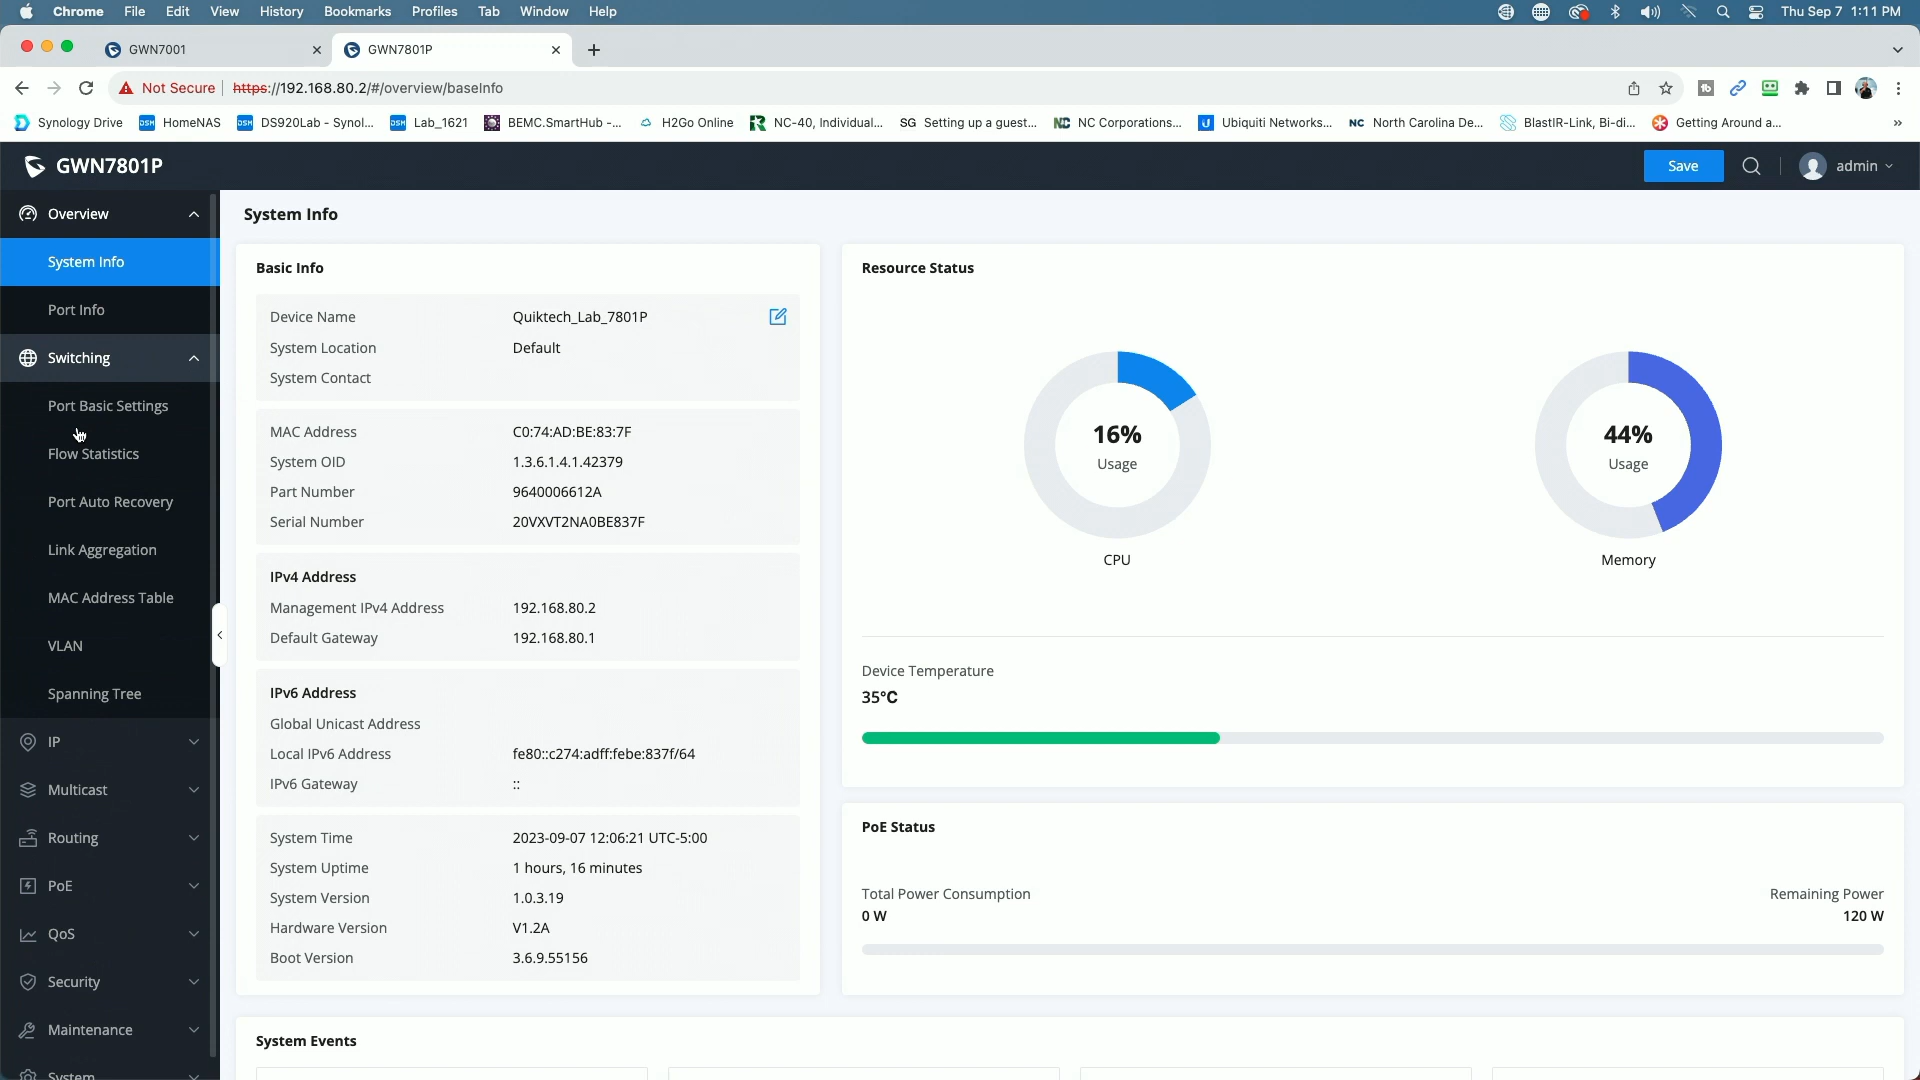 Chrome File Edit View History Bookmarks Profiles Tab Window Help Thu Sep 7 1:11 PM
GWN7001 GWN7801P
Not Secure https://192.168.80.2/#/overview/baseInfo
Synology Drive HomeNAS DS920Lab - Synol... Lab_1621 BEMC.SmartHub -... H2Go Online NC-40, Individual... SG Setting up a guest... NC Corporations... Ubiquiti Networks... NC North Carolina De... BlastIR-Link, Bi-di... Getting Around a... »
GWN7801P Save admin
Overview
System Info
Port Info
Switching
Port Basic Settings
Flow Statistics
Port Auto Recovery
Link Aggregation
MAC Address Table
VLAN
Spanning Tree
IP
Multicast
Routing
PoE
QoS
Security
Maintenance
System
System Info
Basic Info
Device Name Quiktech_Lab_7801P
System Location Default
System Contact
MAC Address C0:74:AD:BE:83:7F
System OID 1.3.6.1.4.1.42379
Part Number 9640006612A
Serial Number 20VXVT2NA0BE837F
IPv4 Address
Management IPv4 Address 192.168.80.2
Default Gateway 192.168.80.1
IPv6 Address
Global Unicast Address
Local IPv6 Address fe80::c274:adff:febe:837f/64
IPv6 Gateway ::
System Time 2023-09-07 12:06:21 UTC-5:00
System Uptime 1 hours, 16 minutes
System Version 1.0.3.19
Hardware Version V1.2A
Boot Version 3.6.9.55156
Resource Status
16%
Usage
CPU
44%
Usage
Memory
Device Temperature
35°C
PoE Status
Total Power Consumption Remaining Power
0 W 120 W
System Events